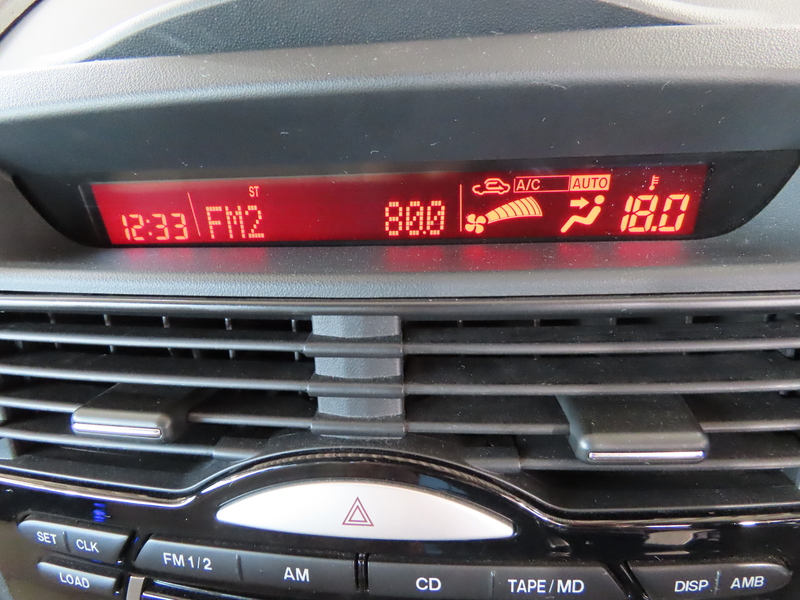 ST A/C AUTO
12:33 FM2 80.0 18.0
SET CLK FM1/2 AM CD TAPE/MD DISP AMB
LOAD